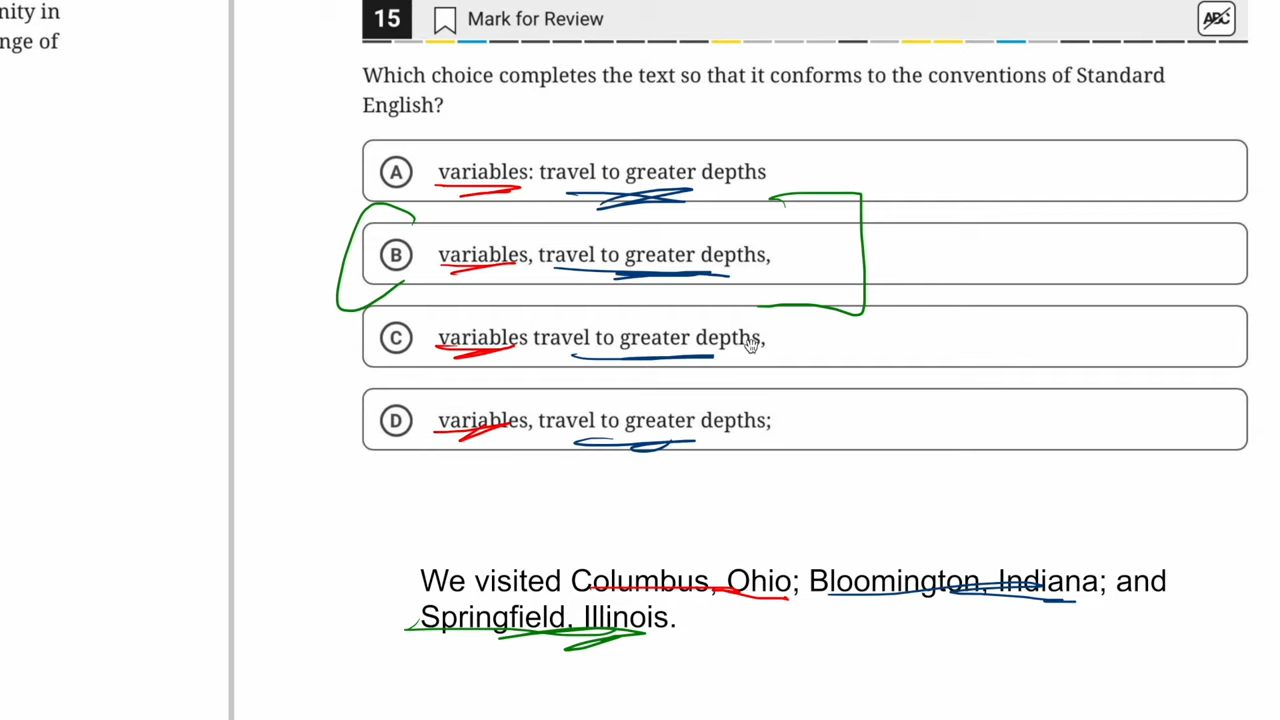 nity in
nge of
15 Mark for Review ABC
Which choice completes the text so that it conforms to the conventions of Standard
English?
A variables: travel to greater depths
B variables, travel to greater depths,
C variables travel to greater depths,
D variables, travel to greater depths;
We visited Columbus, Ohio; Bloomington, Indiana; and
Springfield, Illinois.